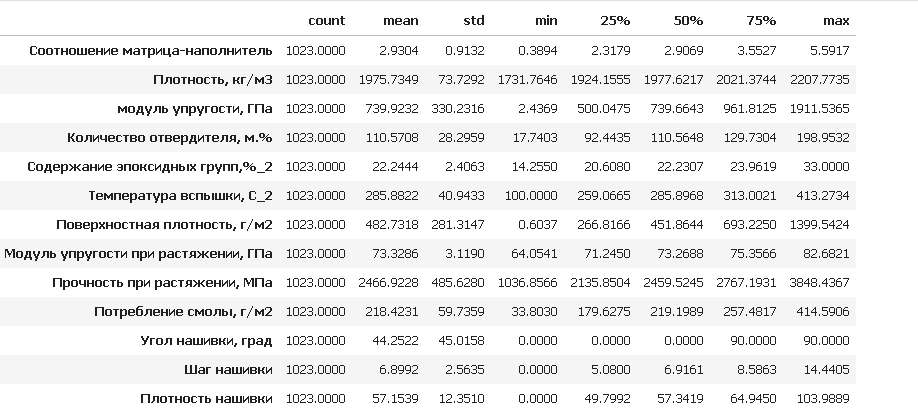 count mean std min 25% 50% 75% max
Соотношение матрица-наполнитель 1023.0000 2.9304 0.9132 0.3894 2.3179 2.9069 3.5527 5.5917
Плотность, кг/м3 1023.0000 1975.7349 73.7292 1731.7646 1924.1555 1977.6217 2021.3744 2207.7735
модуль упругости, ГПа 1023.0000 739.9232 330.2316 2.4369 500.0475 739.6643 961.8125 1911.5365
Количество отвердителя, м.% 1023.0000 110.5708 28.2959 17.7403 92.4435 110.5648 129.7304 198.9532
Содержание эпоксидных групп,%_2 1023.0000 22.2444 2.4063 14.2550 20.6080 22.2307 23.9619 33.0000
Температура вспышки, С_2 1023.0000 285.8822 40.9433 100.0000 259.0665 285.8968 313.0021 413.2734
Поверхностная плотность, г/м2 1023.0000 482.7318 281.3147 0.6037 266.8166 451.8644 693.2250 1399.5424
Модуль упругости при растяжении, ГПа 1023.0000 73.3286 3.1190 64.0541 71.2450 73.2688 75.3566 82.6821
Прочность при растяжении, МПа 1023.0000 2466.9228 485.6280 1036.8566 2135.8504 2459.5245 2767.1931 3848.4367
Потребление смолы, г/м2 1023.0000 218.4231 59.7359 33.8030 179.6275 219.1989 257.4817 414.5906
Угол нашивки, град 1023.0000 44.2522 45.0158 0.0000 0.0000 0.0000 90.0000 90.0000
Шаг нашивки 1023.0000 6.8992 2.5635 0.0000 5.0800 6.9161 8.5863 14.4405
Плотность нашивки 1023.0000 57.1539 12.3510 0.0000 49.7992 57.3419 64.9450 103.9889